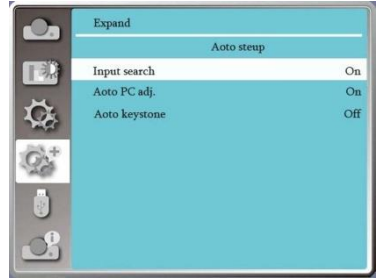 Expand
Aoto steup
Input search On
Aoto PC adj. On
Aoto keystone Off